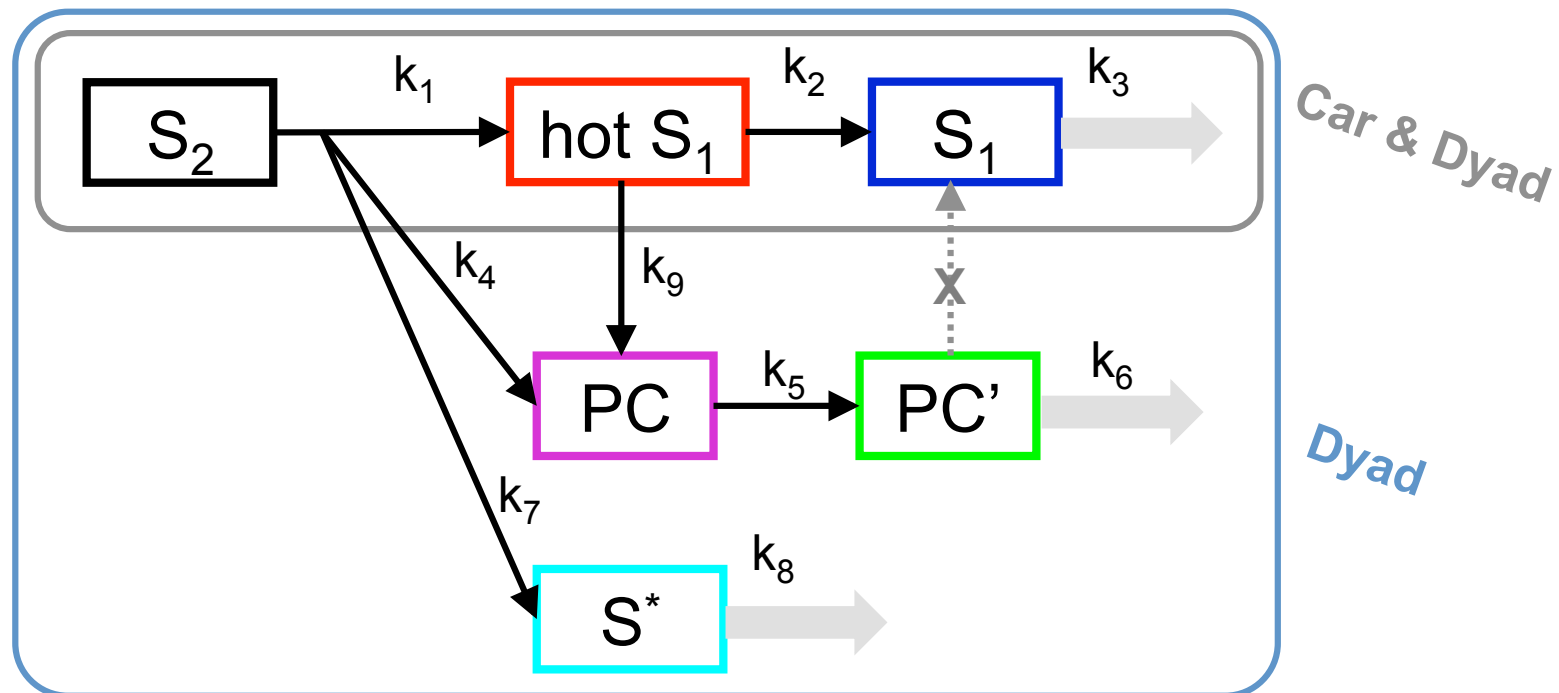 k1
k2
k3
S2
hot S1
S1
Car & Dyad
k4
k9
X
PC
k5
PC’
k6
Dyad
k7
S*
k8